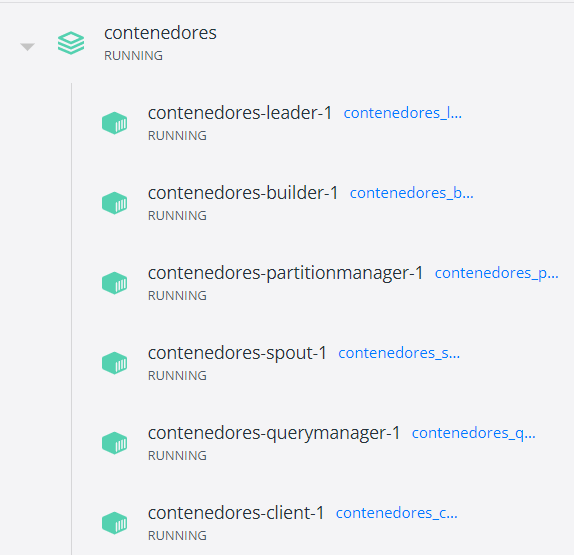 contenedores
RUNNING
contenedores-leader-1 contenedores_l...
RUNNING
contenedores-builder-1 contenedores_b...
RUNNING
contenedores-partitionmanager-1 contenedores_p...
RUNNING
contenedores-spout-1 contenedores_s...
RUNNING
contenedores-querymanager-1 contenedores_q...
RUNNING
contenedores-client-1 contenedores_c...
RUNNING